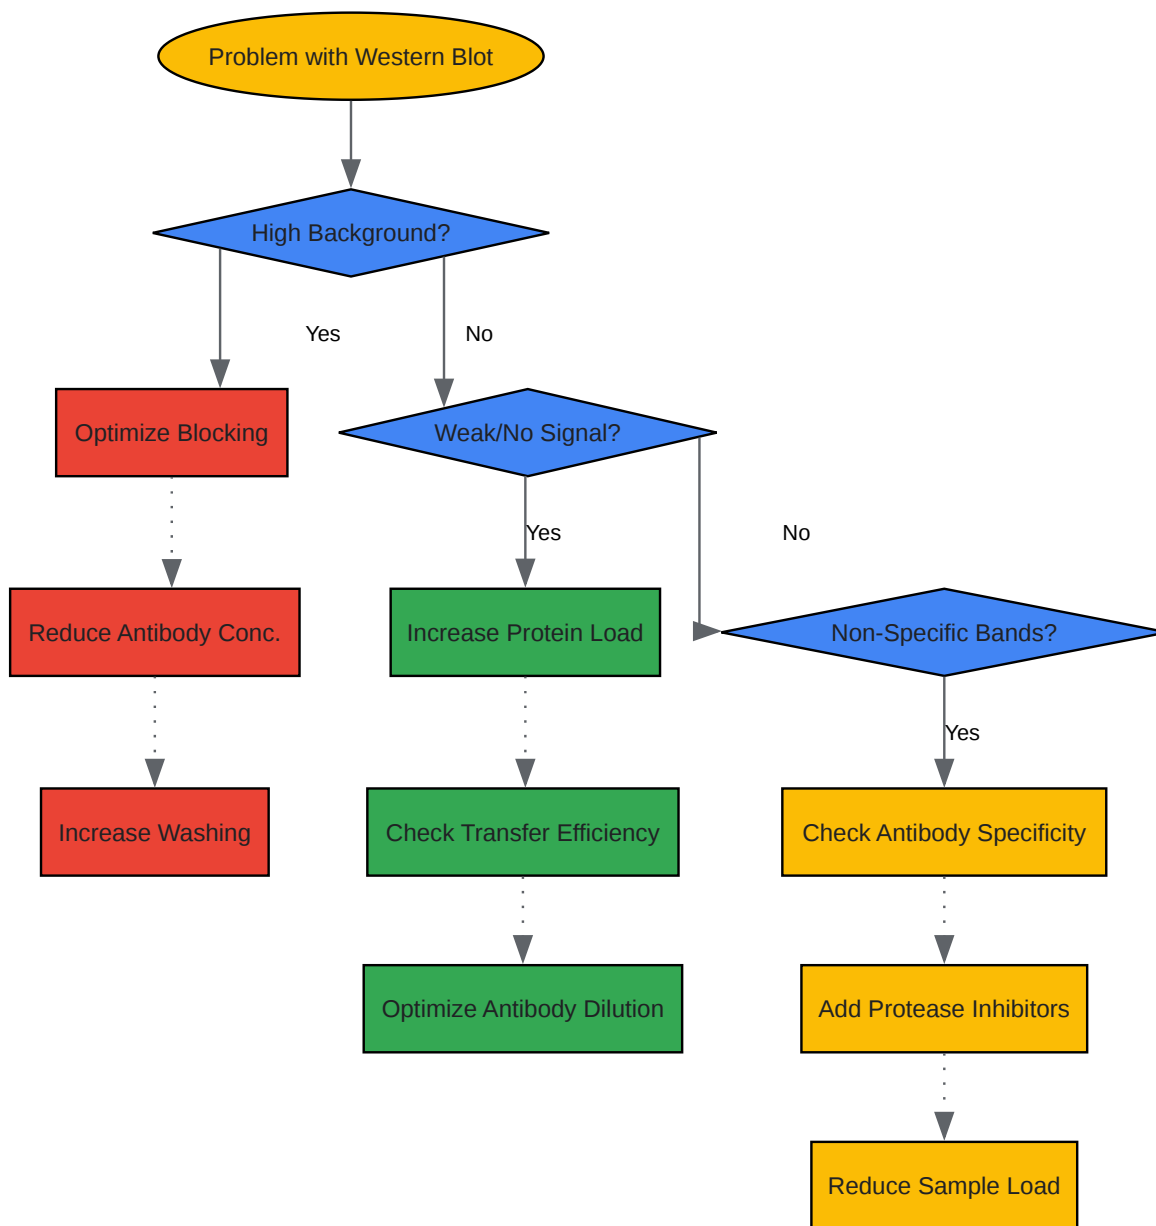 Problem with Western Blot
High Background?
Yes
No
Optimize Blocking
Weak/No Signal?
Yes
No
Reduce Antibody Conc.
Increase Protein Load
Non-Specific Bands?
Yes
Increase Washing
Check Transfer Efficiency
Check Antibody Specificity
Optimize Antibody Dilution
Add Protease Inhibitors
Reduce Sample Load